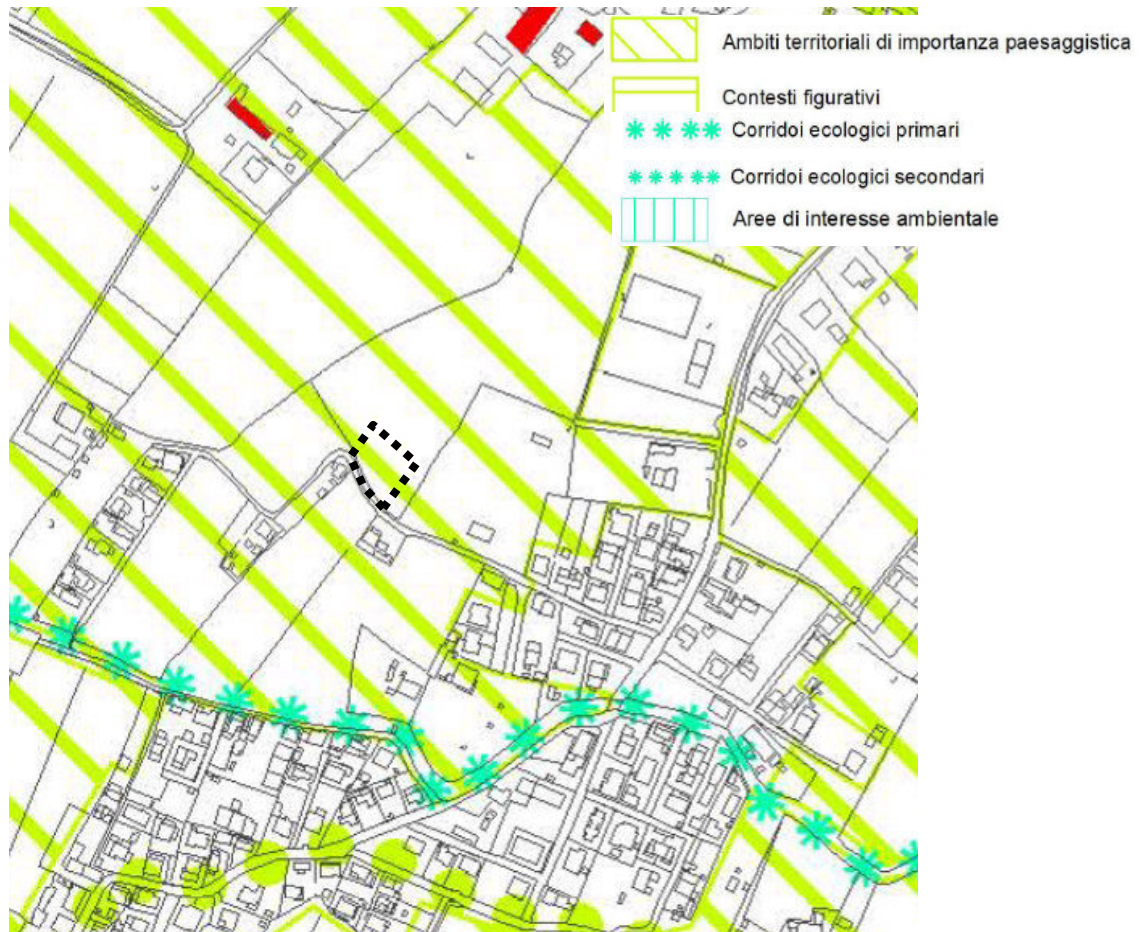 Ambiti territoriali di importanza paesaggistica
Contesti figurativi
Corridoi ecologici primari
Corridoi ecologici secondari
Aree di interesse ambientale